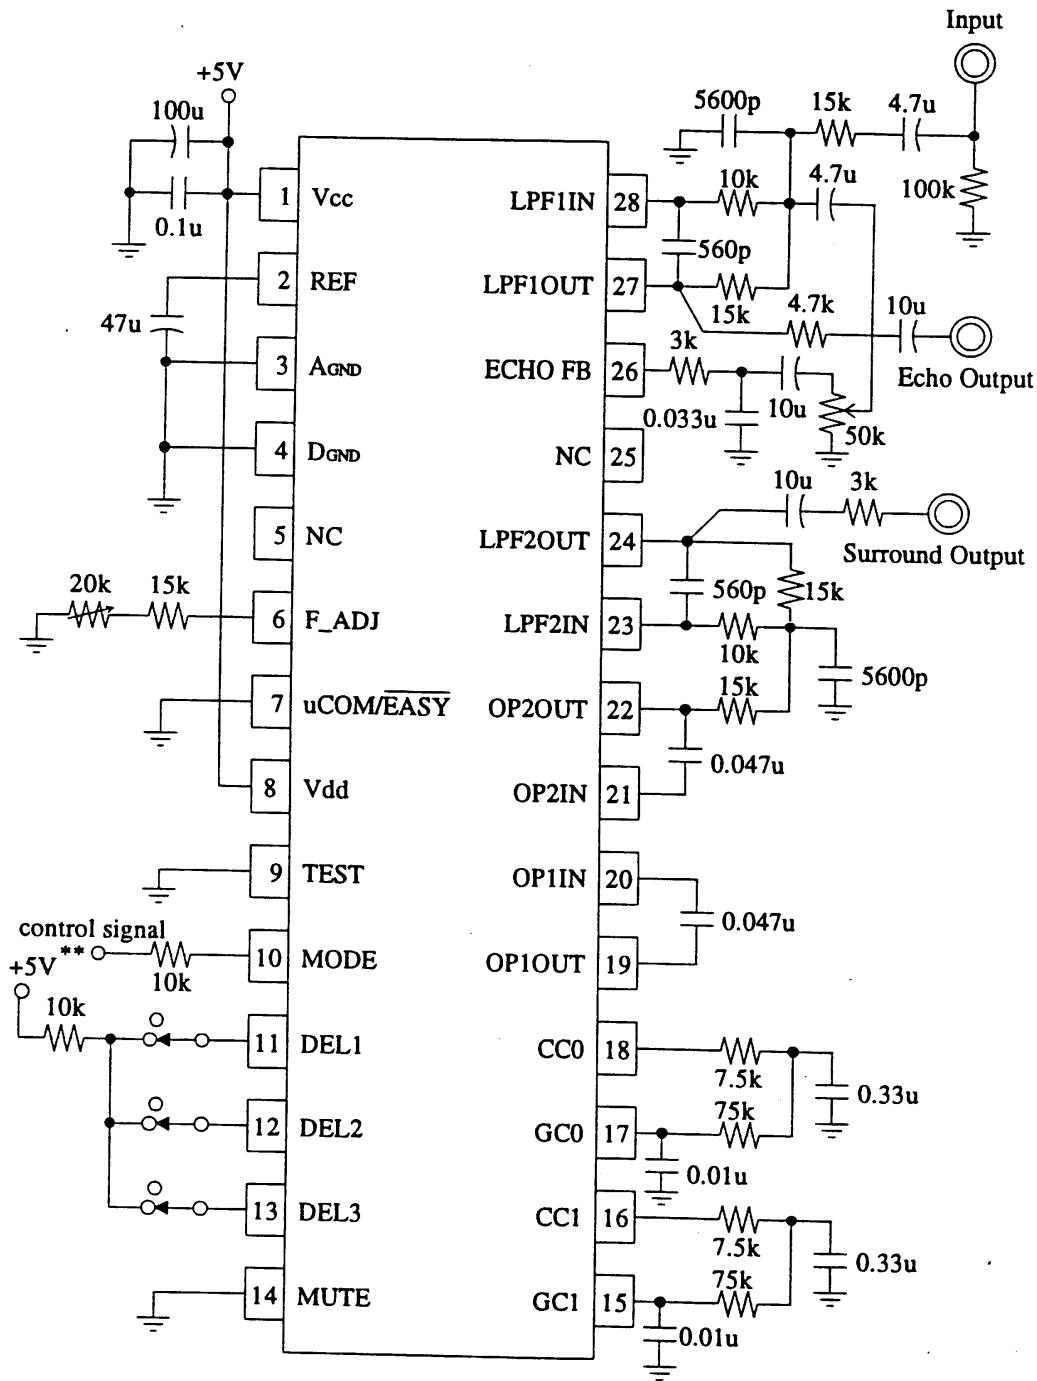 Input
+5V
100u
0.1u
5600p
15k
4.7u
1
Vcc
LPF1IN
28
10k
4.7u
100k
560p
2
REF
LPF1OUT
27
15k
4.7k
10u
47u
3
AGND
ECHO FB
26
3k
10u
Echo Output
0.033u
50k
4
DGND
NC
25
10u
3k
5
NC
LPF2OUT
24
Surround Output
20k
15k
560p
15k
6
F_ADJ
LPF2IN
23
10k
5600p
7
uCOM/EASY
OP2OUT
22
15k
0.047u
8
Vdd
OP2IN
21
9
TEST
OP1IN
20
0.047u
control signal
**
10k
10
MODE
OP1OUT
19
+5V
10k
11
DEL1
CC0
18
7.5k
0.33u
12
DEL2
GC0
17
75k
0.01u
13
DEL3
CC1
16
7.5k
0.33u
14
MUTE
GC1
15
75k
0.01u